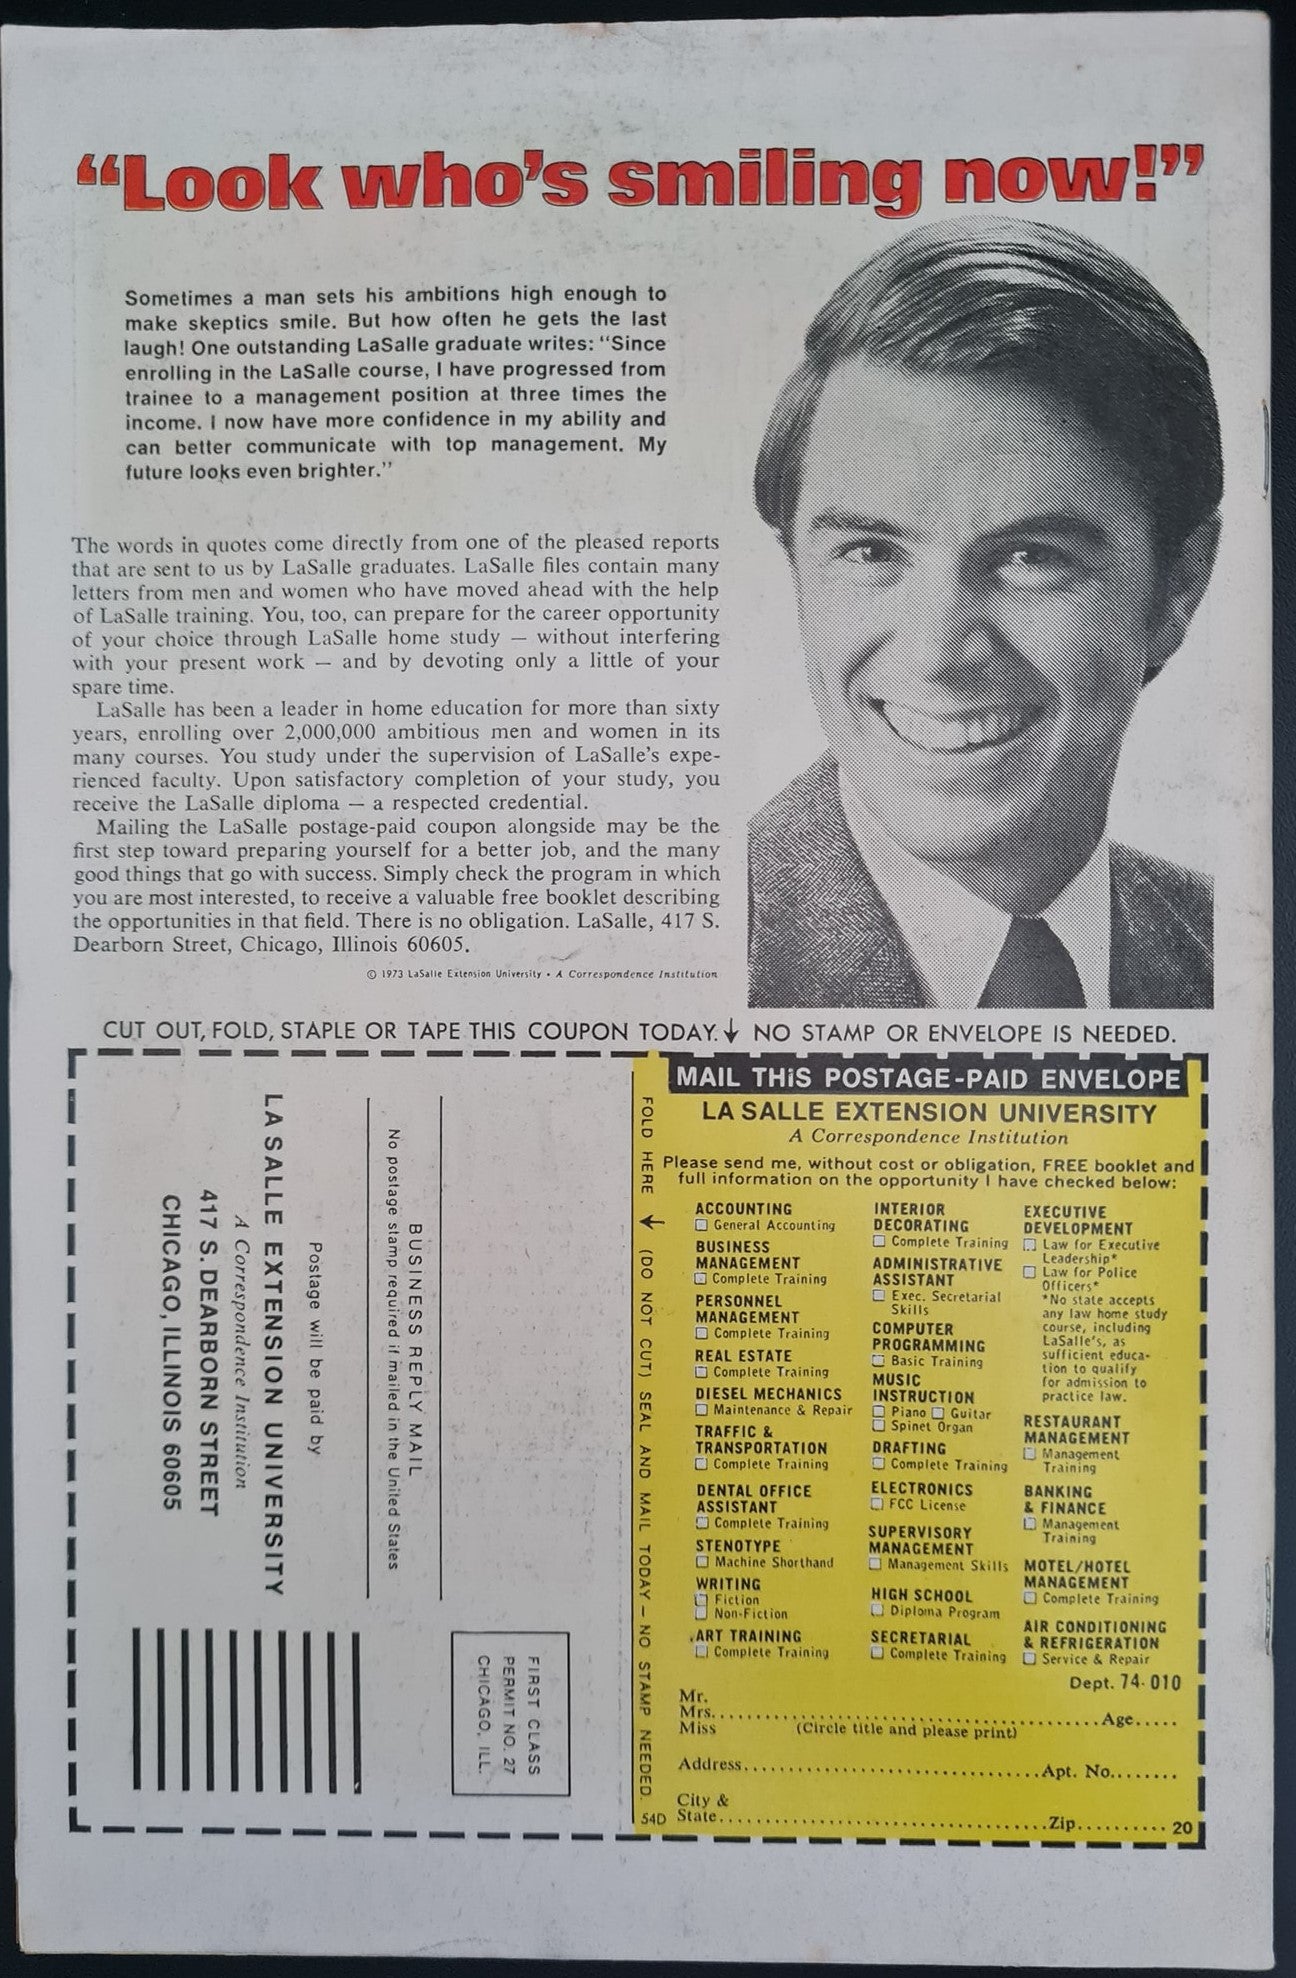 “Look who’s smiling now!”
Sometimes a man sets his ambitions high enough to
make skeptics smile. But how often he gets the last
laugh! One outstanding LaSalle graduate writes: “Since
enrolling in the LaSalle course, I have progressed from
trainee to a management position at three times the
income. I now have more confidence in my ability and
can better communicate with top management. My
future looks even brighter.”
The words in quotes come directly from one of the pleased reports
that are sent to us by LaSalle graduates. LaSalle files contain many
letters from men and women who have moved ahead with the help
of LaSalle training. You, too, can prepare for the career opportunity
of your choice through LaSalle home study — without interfering
with your present work — and by devoting only a little of your
spare time.
LaSalle has been a leader in home education for more than sixty
years, enrolling over 2,000,000 ambitious men and women in its
many courses. You study under the supervision of LaSalle’s expe-
rienced faculty. Upon satisfactory completion of your study, you
receive the LaSalle diploma — a respected credential.
Mailing the LaSalle postage-paid coupon alongside may be the
first step toward preparing yourself for a better job, and the many
good things that go with success. Simply check the program in which
you are most interested, to receive a valuable free booklet describing
the opportunities in that field. There is no obligation. LaSalle, 417 S.
Dearborn Street, Chicago, Illinois 60605.
© 1973 LaSalle Extension University • A Correspondence Institution
CUT OUT, FOLD, STAPLE OR TAPE THIS COUPON TODAY.↓ NO STAMP OR ENVELOPE IS NEEDED.
FIRST CLASS
PERMIT NO. 27
CHICAGO, ILL.
BUSINESS REPLY MAIL
No postage stamp required if mailed in the United States
Postage will be paid by
LA SALLE EXTENSION UNIVERSITY
A Correspondence Institution
417 S. DEARBORN STREET
CHICAGO, ILLINOIS 60605
FOLD HERE ↓ (DO NOT CUT) SEAL AND MAIL TODAY – NO STAMP NEEDED.
MAIL THIS POSTAGE-PAID ENVELOPE
LA SALLE EXTENSION UNIVERSITY
A Correspondence Institution
Please send me, without cost or obligation, FREE booklet and
full information on the opportunity I have checked below:
ACCOUNTING
☐ General Accounting
BUSINESS
MANAGEMENT
☐ Complete Training
PERSONNEL
MANAGEMENT
☐ Complete Training
REAL ESTATE
☐ Complete Training
DIESEL MECHANICS
☐ Maintenance & Repair
TRAFFIC &
TRANSPORTATION
☐ Complete Training
DENTAL OFFICE
ASSISTANT
☐ Complete Training
STENOTYPE
☐ Machine Shorthand
WRITING
☐ Fiction
☐ Non-Fiction
ART TRAINING
☐ Complete Training
INTERIOR
DECORATING
☐ Complete Training
ADMINISTRATIVE
ASSISTANT
☐ Exec. Secretarial
Skills
COMPUTER
PROGRAMMING
☐ Basic Training
MUSIC
INSTRUCTION
☐ Piano ☐ Guitar
☐ Spinet Organ
DRAFTING
☐ Complete Training
ELECTRONICS
☐ FCC License
SUPERVISORY
MANAGEMENT
☐ Management Skills
HIGH SCHOOL
☐ Diploma Program
SECRETARIAL
☐ Complete Training
EXECUTIVE
DEVELOPMENT
☐ Law for Executive
Leadership*
☐ Law for Police
Officers*
*No state accepts
any law home study
course, including
LaSalle’s, as
sufficient educa-
tion to qualify
for admission to
practice law.
RESTAURANT
MANAGEMENT
☐ Management
Training
BANKING
& FINANCE
☐ Management
Training
MOTEL/HOTEL
MANAGEMENT
☐ Complete Training
AIR CONDITIONING
& REFRIGERATION
☐ Service & Repair
Dept. 74-010
Mr.
Mrs.......................................................Age.....
Miss (Circle title and please print)
Address..........................................Apt. No........
City &
54D State..............................................Zip.......... 20